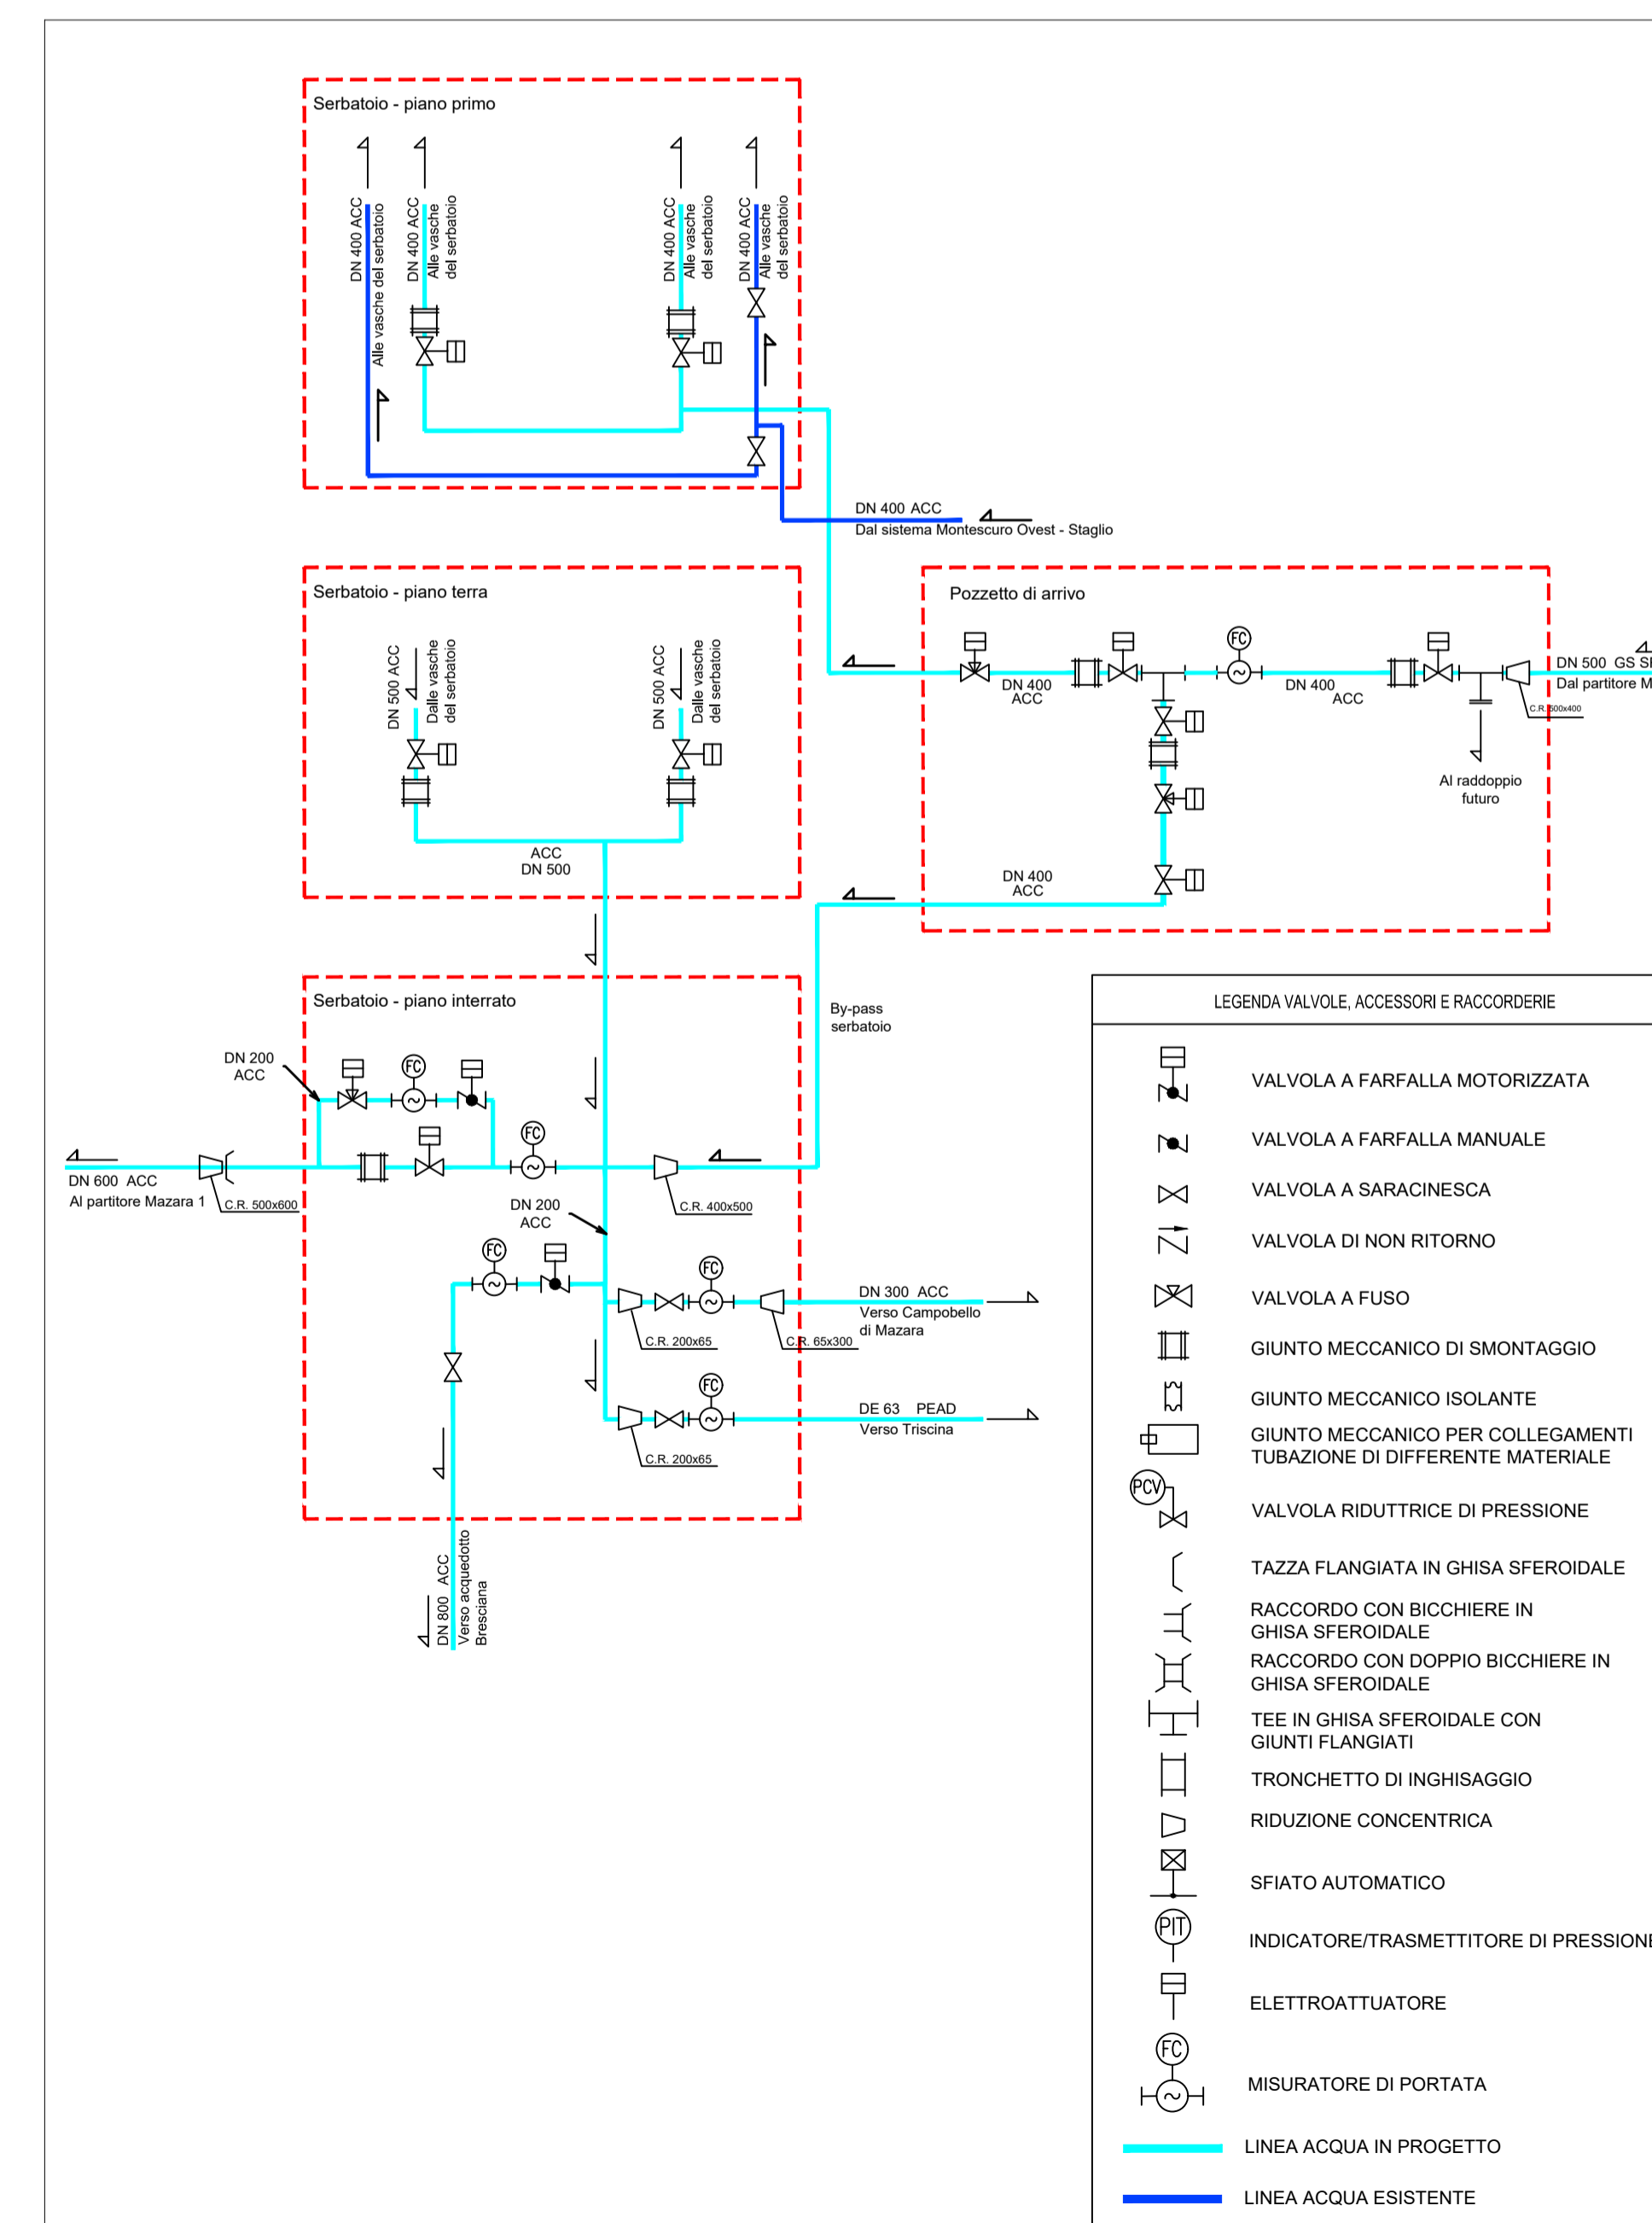 Serbatoio - piano primo
DN 400 ACC
Alle vasche del serbatoio
DN 400 ACC
Alle vasche
del serbatoio
DN 400 ACC
Alle vasche
del serbatoio
DN 400 ACC
Alle vasche
del serbatoio
DN 400 ACC
Dal sistema Montescuro Ovest - Staglio
Serbatoio - piano terra
DN 500 ACC
Dalle vasche
del serbatoio
DN 500 ACC
Dalle vasche
del serbatoio
ACC
DN 500
Pozzetto di arrivo
FC
DN 400
ACC
DN 400
ACC
DN 500 GS
Dal partitore
C.R. 500x400
Al raddoppio
futuro
DN 400
ACC
By-pass
serbatoio
Serbatoio - piano interrato
DN 200
ACC
FC
FC
DN 600 ACC
Al partitore Mazara 1
C.R. 500x600
C.R. 400x500
DN 200
ACC
FC
FC
DN 300 ACC
Verso Campobello
di Mazara
C.R. 200x65
C.R. 65x300
FC
DE 63 PEAD
Verso Triscina
C.R. 200x65
DN 800 ACC
Verso acquedotto
Bresciana
LEGENDA VALVOLE, ACCESSORI E RACCORDERIE
VALVOLA A FARFALLA MOTORIZZATA
VALVOLA A FARFALLA MANUALE
VALVOLA A SARACINESCA
VALVOLA DI NON RITORNO
VALVOLA A FUSO
GIUNTO MECCANICO DI SMONTAGGIO
GIUNTO MECCANICO ISOLANTE
GIUNTO MECCANICO PER COLLEGAMENTI
TUBAZIONE DI DIFFERENTE MATERIALE
PCV
VALVOLA RIDUTTRICE DI PRESSIONE
TAZZA FLANGIATA IN GHISA SFEROIDALE
RACCORDO CON BICCHIERE IN
GHISA SFEROIDALE
RACCORDO CON DOPPIO BICCHIERE IN
GHISA SFEROIDALE
TEE IN GHISA SFEROIDALE CON
GIUNTI FLANGIATI
TRONCHETTO DI INGHISAGGIO
RIDUZIONE CONCENTRICA
SFIATO AUTOMATICO
PIT
INDICATORE/TRASMETTITORE DI PRESSIONE
ELETTROATTUATORE
FC
MISURATORE DI PORTATA
LINEA ACQUA IN PROGETTO
LINEA ACQUA ESISTENTE